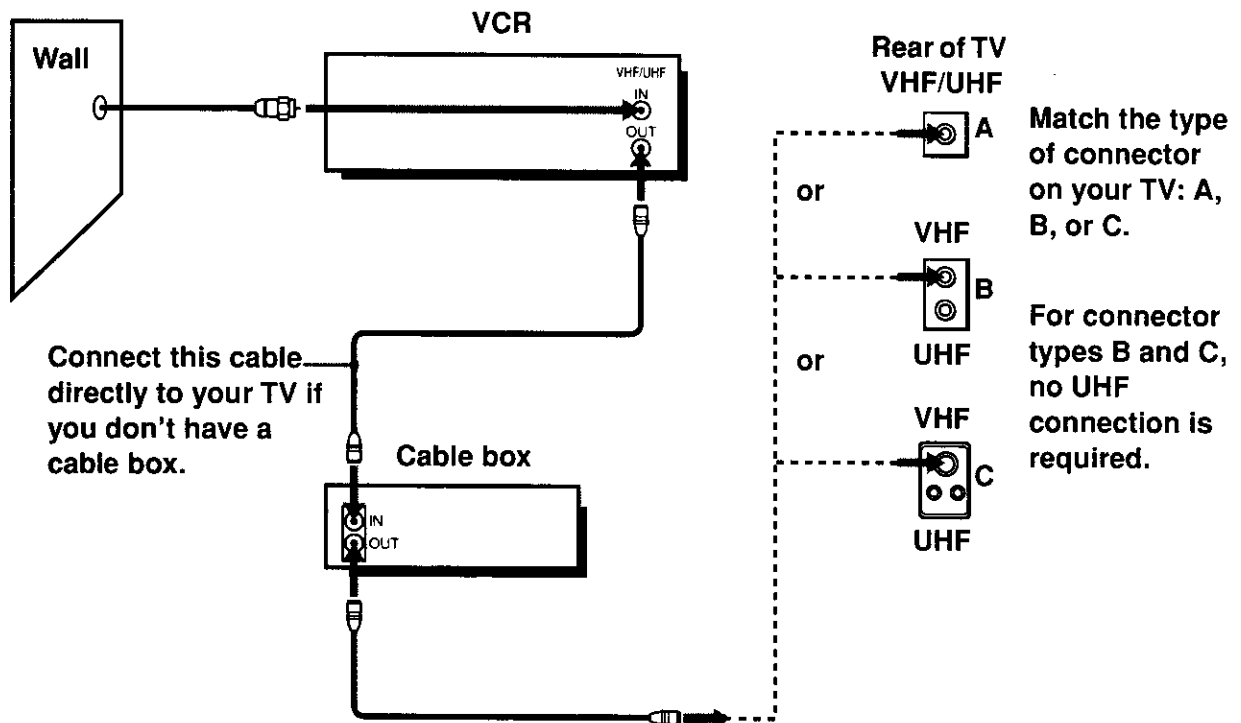 VCR
Wall
VHF/UHF
IN
OUT
Rear of TV
VHF/UHF
A
or
VHF
B
UHF
or
VHF
C
UHF
Match the type
of connector
on your TV: A,
B, or C.
For connector
types B and C,
no UHF
connection is
required.
Connect this cable
directly to your TV if
you don't have a
cable box.
Cable box
IN
OUT